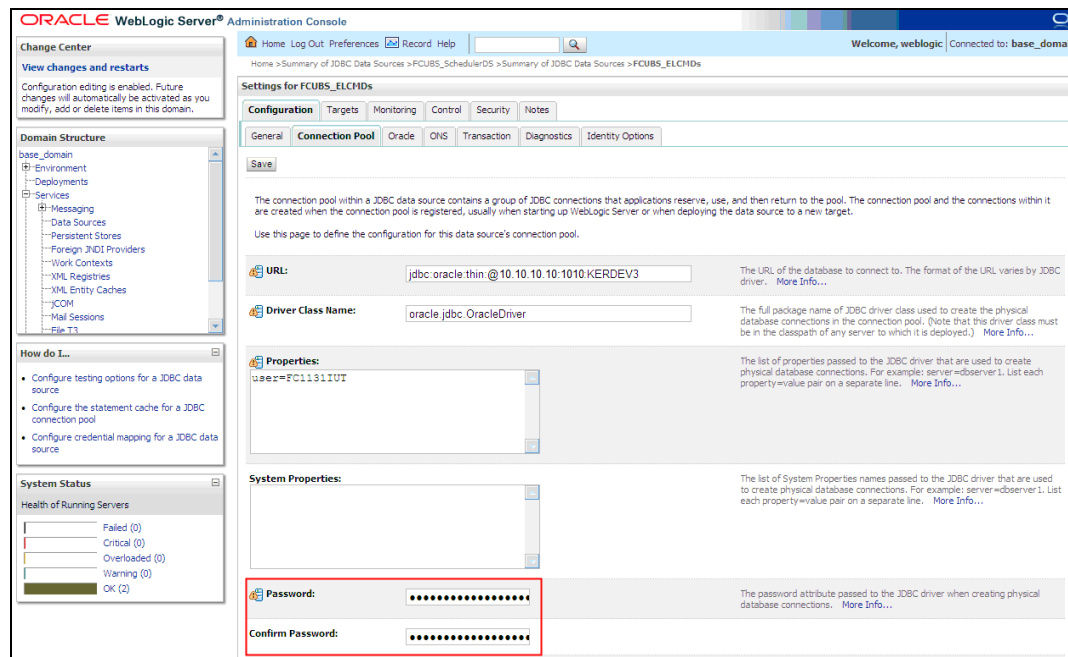 ORACLE WebLogic Server® Administration Console
Change Center
View changes and restarts
Configuration editing is enabled. Future
changes will automatically be activated as you
modify, add or delete items in this domain.
Domain Structure
base_domain
Environment
Deployments
Services
Messaging
Data Sources
Persistent Stores
Foreign JNDI Providers
Work Contexts
XML Registries
XML Entity Caches
jCOM
Mail Sessions
File T3
How do I...
Configure testing options for a JDBC data
source
Configure the statement cache for a JDBC
connection pool
Configure credential mapping for a JDBC data
source
System Status
Health of Running Servers
Failed (0)
Critical (0)
Overloaded (0)
Warning (0)
OK (2)
Home Log Out Preferences Record Help
Welcome, weblogic Connected to: base_domai
Home >Summary of JDBC Data Sources >FCUBS_SchedulerDS >Summary of JDBC Data Sources >FCUBS_ELCMDs
Settings for FCUBS_ELCMDs
Configuration Targets Monitoring Control Security Notes
General Connection Pool Oracle ONS Transaction Diagnostics Identity Options
Save
The connection pool within a JDBC data source contains a group of JDBC connections that applications reserve, use, and then return to the pool. The connection pool and the connections within it
are created when the connection pool is registered, usually when starting up WebLogic Server or when deploying the data source to a new target.
Use this page to define the configuration for this data source's connection pool.
URL:
jdbc:oracle:thin:@10.10.10.10:1010:KERDEV3
The URL of the database to connect to. The format of the URL varies by JDBC
driver. More Info...
Driver Class Name:
oracle.jdbc.OracleDriver
The full package name of JDBC driver class used to create the physical
database connections in the connection pool. (Note that this driver class must
be in the classpath of any server to which it is deployed.) More Info...
Properties:
user=FC1131IUT
The list of properties passed to the JDBC driver that are used to create
physical database connections. For example: server=dbserver1. List each
property=value pair on a separate line. More Info...
System Properties:
The list of System Properties names passed to the JDBC driver that are used
to create physical database connections. For example: server=dbserver1. List
each property=value pair on a separate line. More Info...
Password:
The password attribute passed to the JDBC driver when creating physical
database connections. More Info...
Confirm Password: